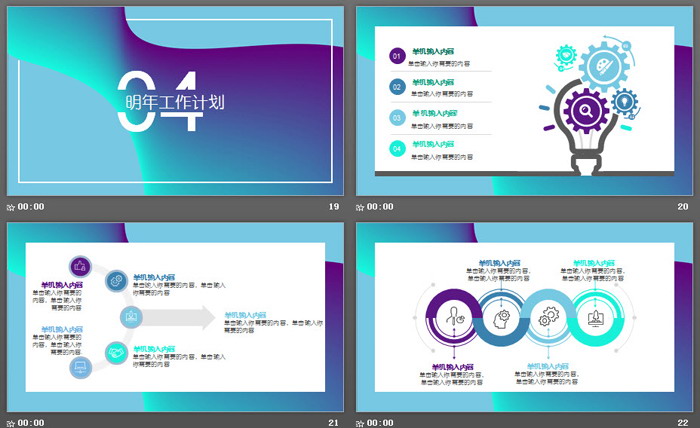 04
明年工作计划
00:00
19
01
单机输入内容
点击输入你需要的内容
02
单机输入内容
点击输入你需要的内容
03
单机输入内容
点击输入你需要的内容
04
单机输入内容
点击输入你需要的内容
00:00
20
单机输入内容
单击输入你需要的
内容、单击输入你
需要的内容
单机输入内容
单击输入你需要的内容、单击输入
你需要的内容
单机输入内容
单击输入你需要的内容、单击输入你
需要的内容
单机输入内容
单击输入你需要的
内容、单击输入你
需要的内容
单机输入内容
单击输入你需要的内容、单击输入
你需要的内容
00:00
21
单机输入内容
单击输入你需要的内容、
单击输入你需要的内容
单机输入内容
单击输入你需要的内容、
单击输入你需要的内容
单机输入内容
单击输入你需要的内容、
单击输入你需要的内容
单机输入内容
单击输入你需要的内容、
单击输入你需要的内容
00:00
22